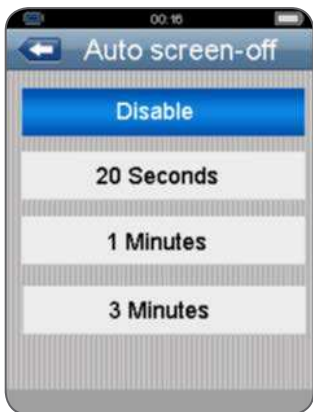 00:16
Auto screen-off
Disable
20 Seconds
1 Minutes
3 Minutes